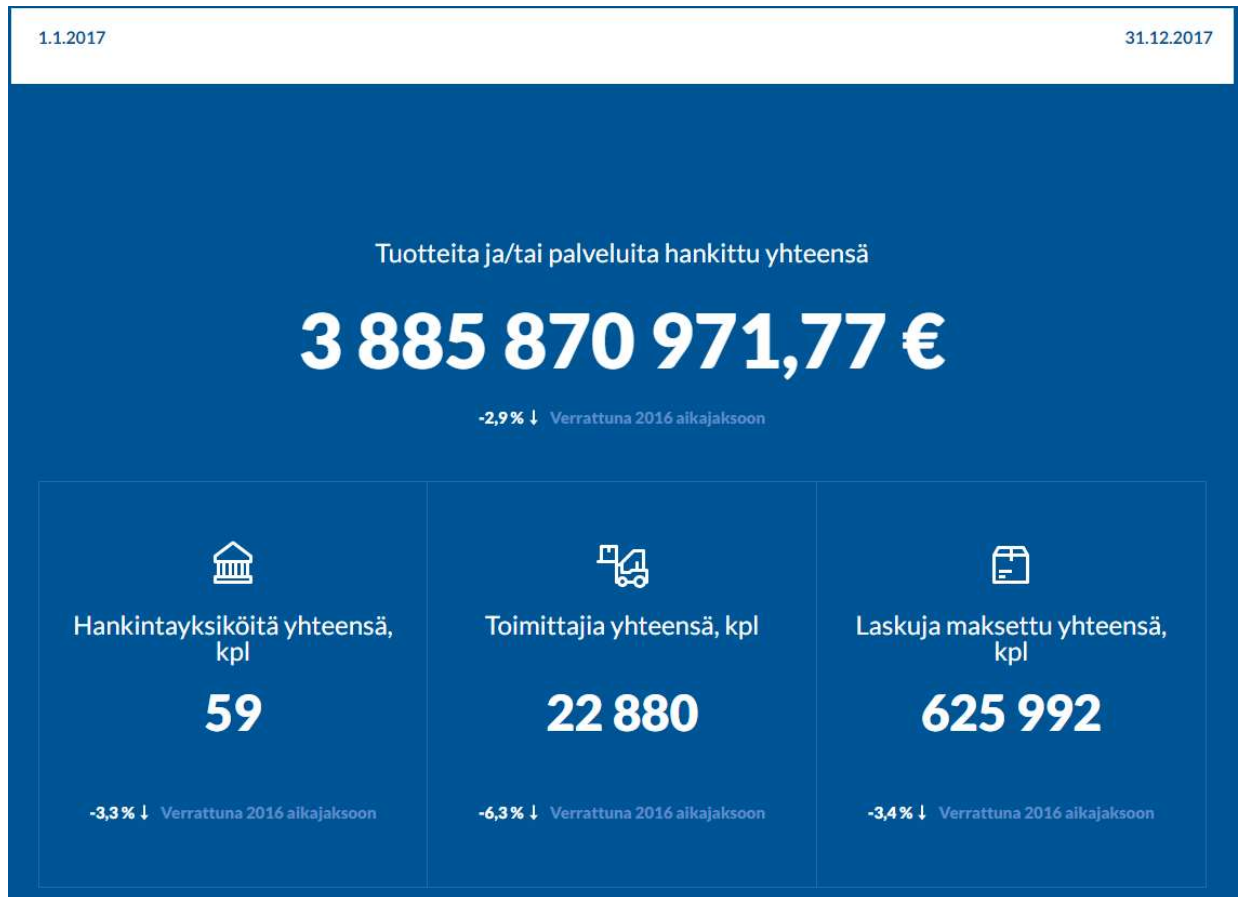 1.1.2017 31.12.2017
Tuotteita ja/tai palveluita hankittu yhteensä
3 885 870 971,77 €
-2,9 % ↓ Verrattuna 2016 aikajaksoon
Hankintayksiköitä yhteensä,
kpl
59
-3,3 % ↓ Verrattuna 2016 aikajaksoon
Toimittajia yhteensä, kpl
22 880
-6,3 % ↓ Verrattuna 2016 aikajaksoon
Laskuja maksettu yhteensä,
kpl
625 992
-3,4 % ↓ Verrattuna 2016 aikajaksoon